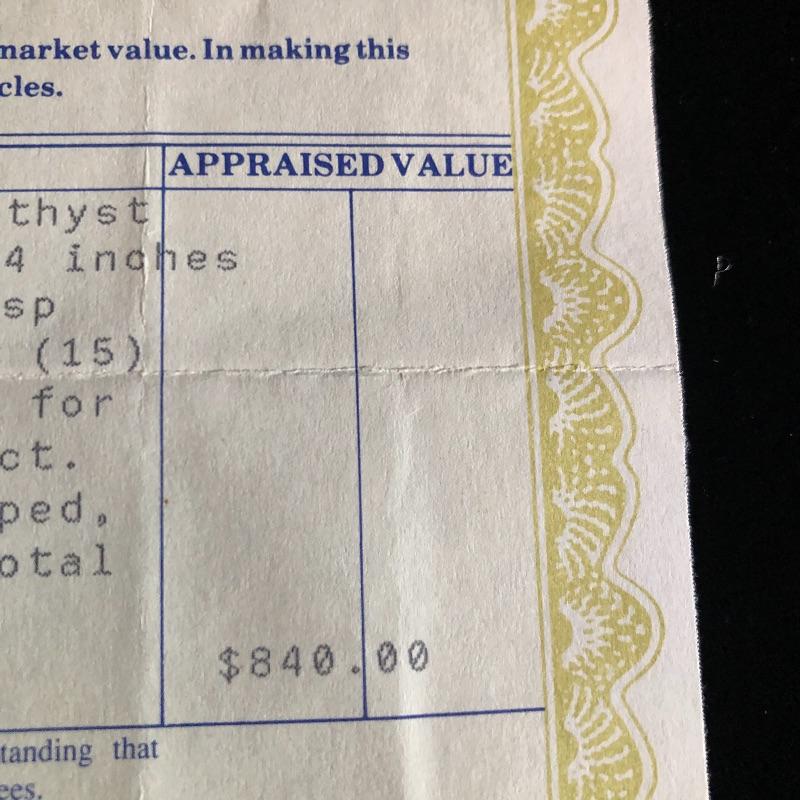 market value. In making this
cles.
APPRAISED VALUE
thyst
4 inches
sp
(15)
for
ct.
ped,
otal
$840.00
tanding that
ees.